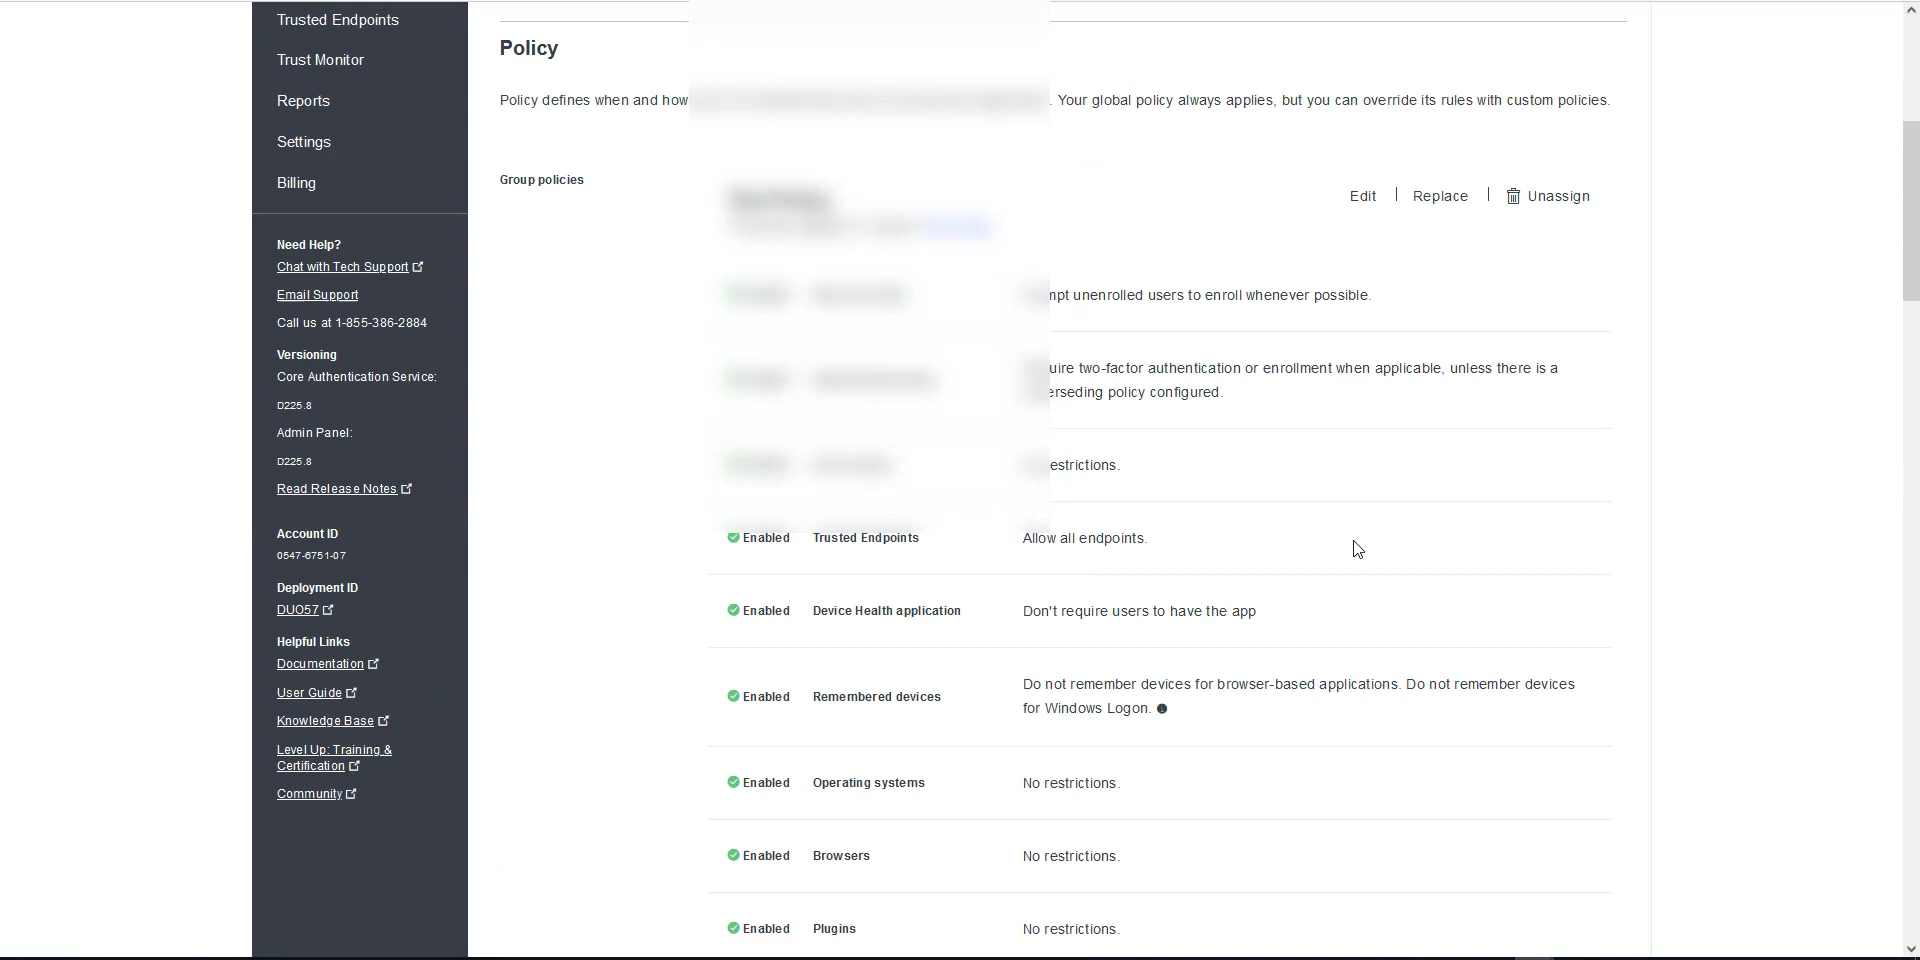 Trusted Endpoints
Trust Monitor
Reports
Settings
Billing
Need Help?
Chat with Tech Support
Email Support
Call us at 1-855-386-2884
Versioning
Core Authentication Service:
D225.8
Admin Panel:
D225.8
Read Release Notes
Account ID
0547-6751-07
Deployment ID
DUO57
Helpful Links
Documentation
User Guide
Knowledge Base
Level Up: Training &
Certification
Community
Policy
Policy defines when and how . Your global policy always applies, but you can override its rules with custom policies.
Group policies
Edit | Replace | Unassign
unenrolled users to enroll whenever possible.
two-factor authentication or enrollment when applicable, unless there is a
policy configured.
Enabled Trusted Endpoints Allow all endpoints.
Enabled Device Health application Don't require users to have the app
Enabled Remembered devices Do not remember devices for browser-based applications. Do not remember devices
for Windows Logon.
Enabled Operating systems No restrictions.
Enabled Browsers No restrictions.
Enabled Plugins No restrictions.